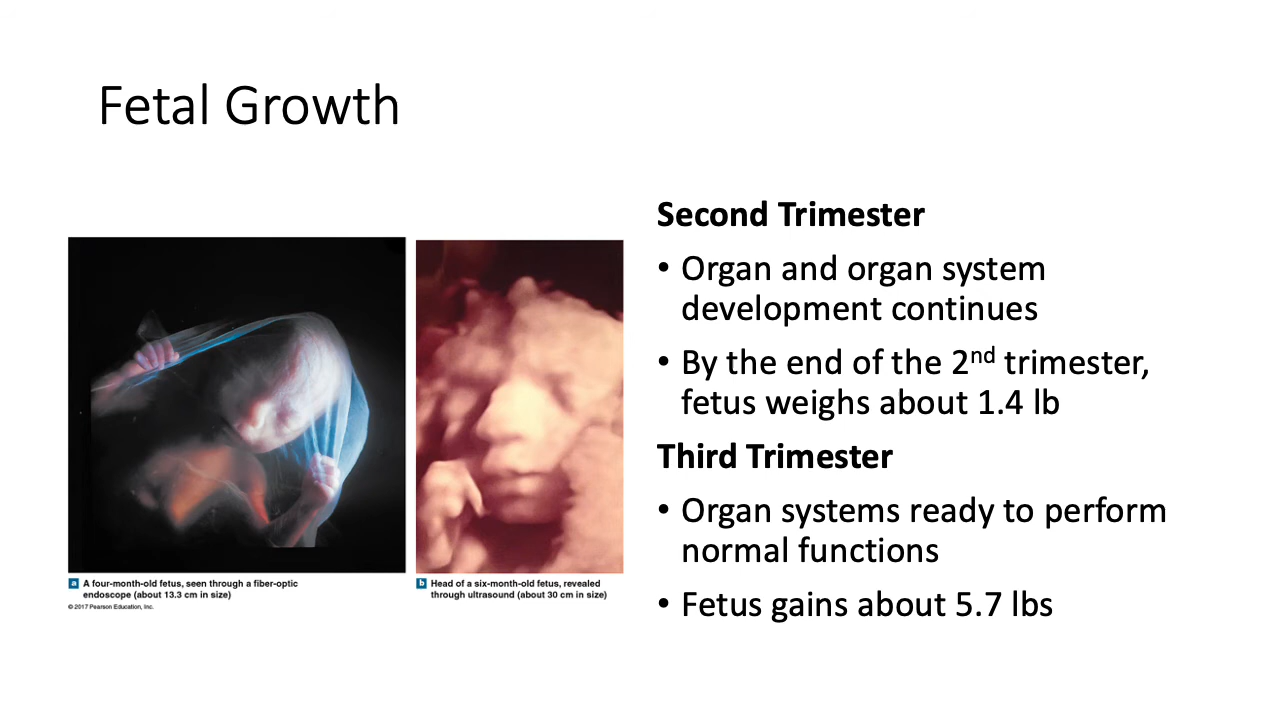 Fetal Growth
Second Trimester
• Organ and organ system
development continues
• By the end of the 2nd trimester,
fetus weighs about 1.4 lb
Third Trimester
• Organ systems ready to perform
normal functions
• Fetus gains about 5.7 lbs
a A four-month-old fetus, seen through a fiber-optic
endoscope (about 13.3 cm in size)
© 2017 Pearson Education, Inc.
b Head of a six-month-old fetus, revealed
through ultrasound (about 30 cm in size)